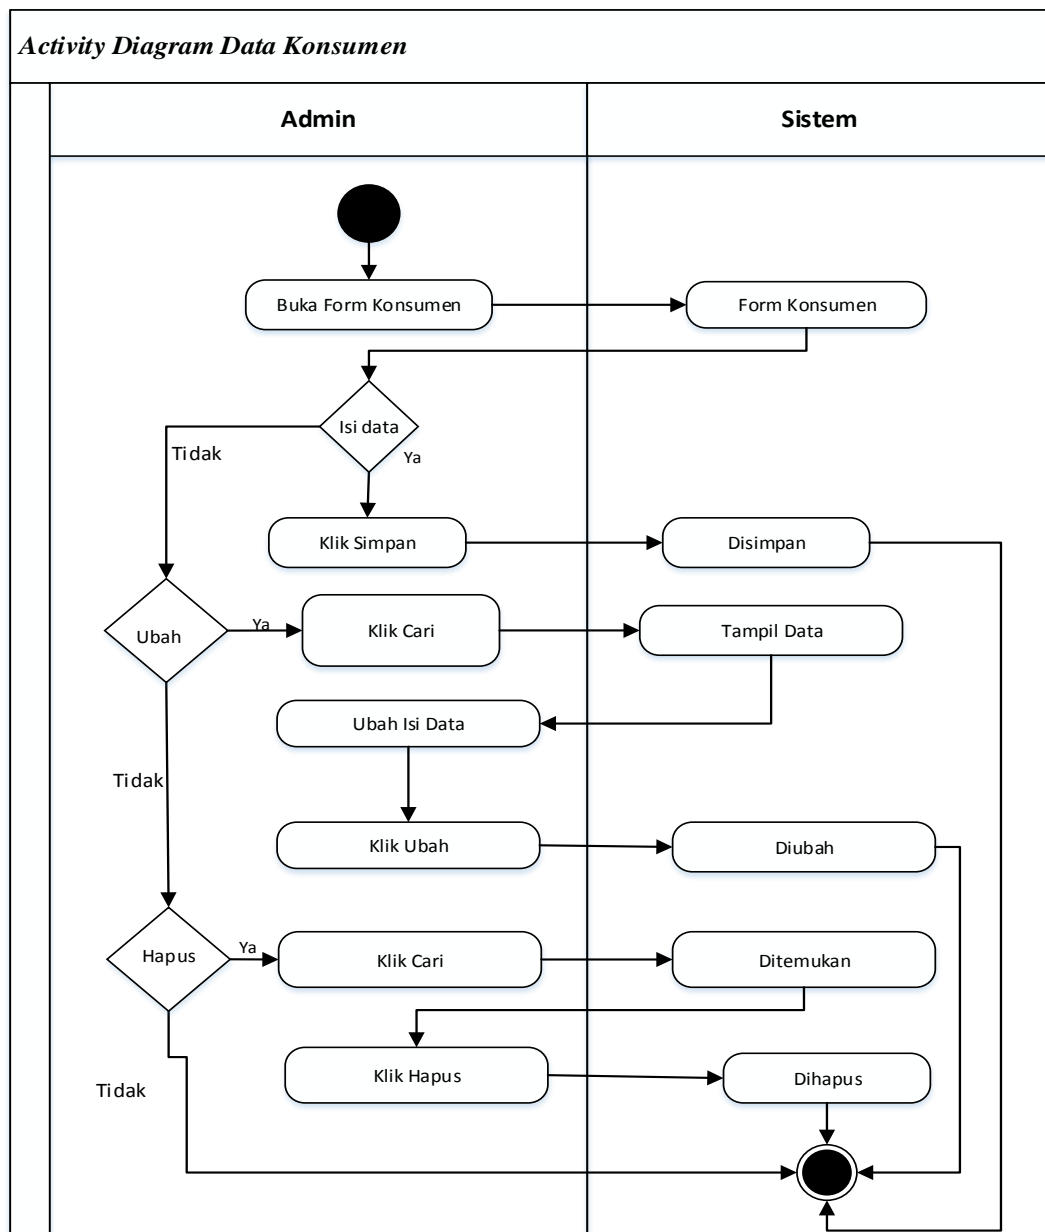 Activity Diagram Data Konsumen
Admin
Sistem
Buka Form Konsumen
Form Konsumen
Isi data
Tidak
Ya
Klik Simpan
Disimpan
Ubah
Ya
Klik Cari
Tampil Data
Ubah Isi Data
Tidak
Klik Ubah
Diubah
Hapus
Ya
Klik Cari
Ditemukan
Klik Hapus
Dihapus
Tidak